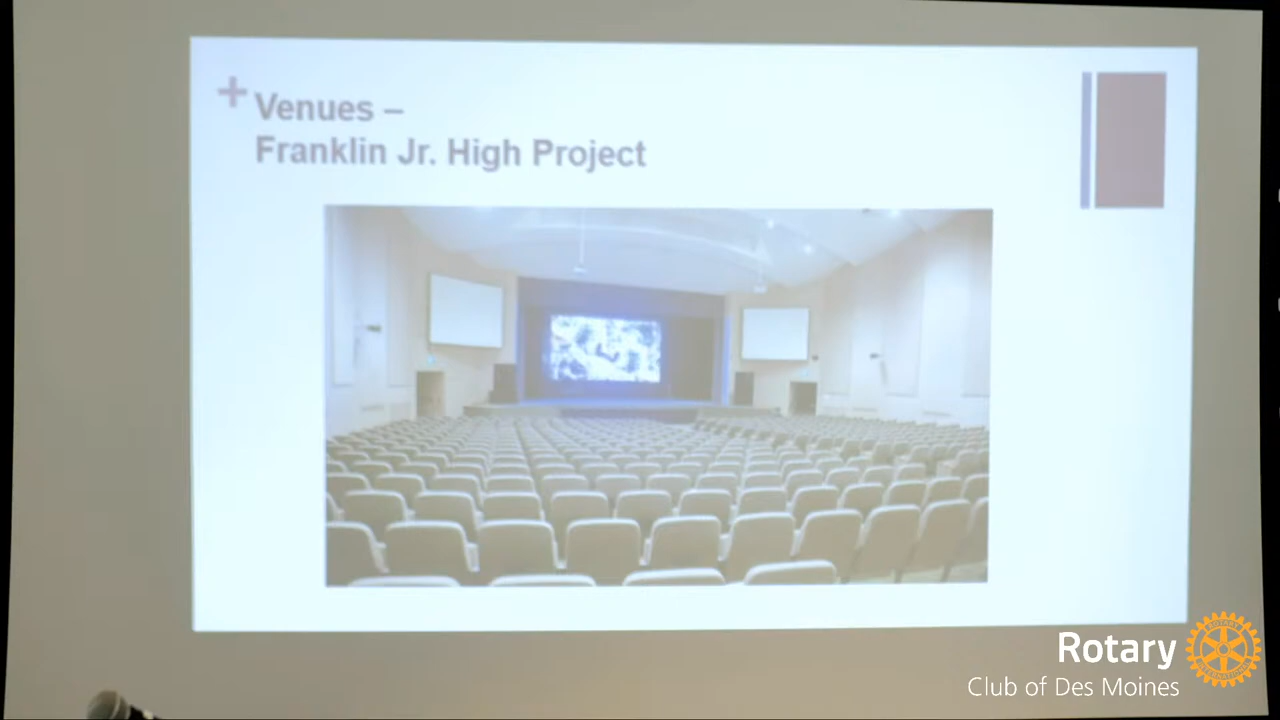 +
Venues –
Franklin Jr. High Project
Rotary
Club of Des Moines